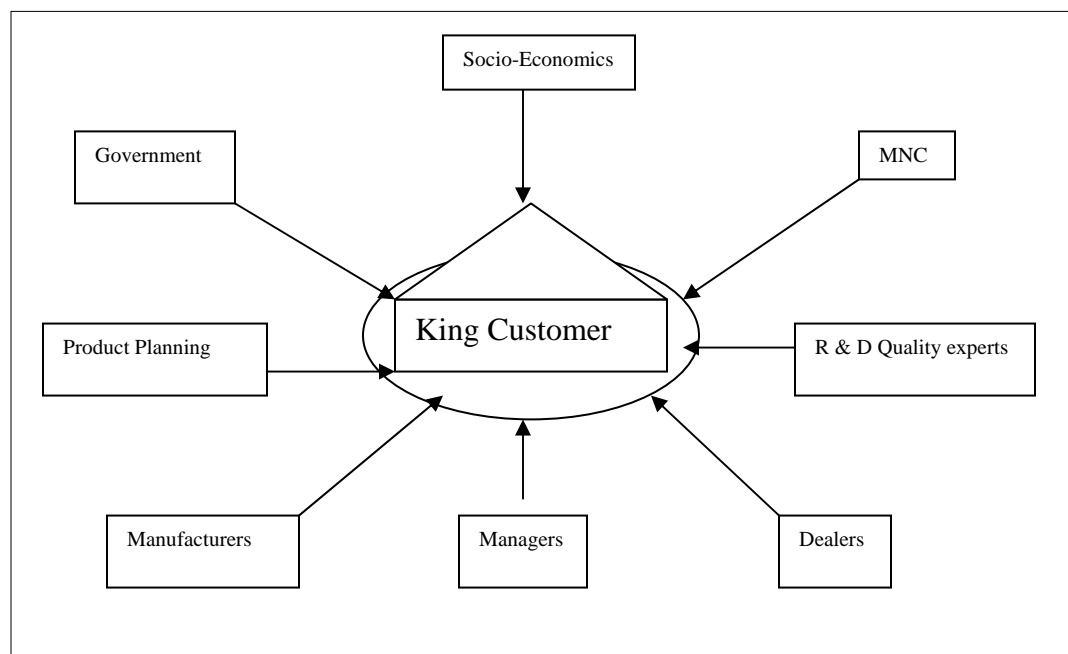 Socio-Economics
Government
MNC
King Customer
Product Planning
R & D Quality experts
Manufacturers
Managers
Dealers